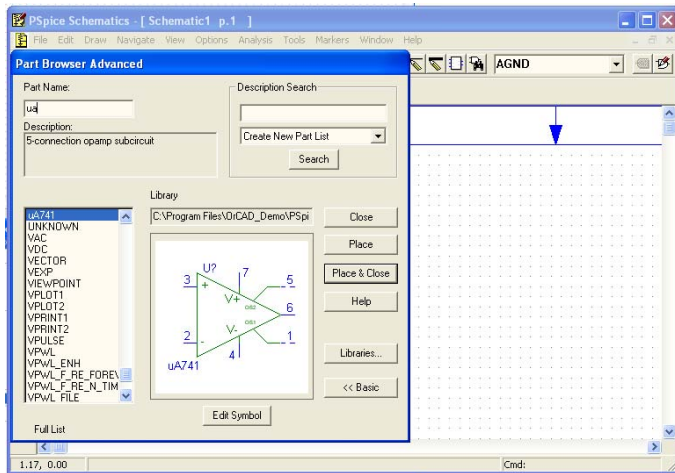 PSpice Schematics - [ Schematic1 p.1 ]
File Edit Draw Navigate View Options Analysis Tools Markers Window Help
AGND
Part Browser Advanced
Part Name:
ua
Description:
5-connection opamp subcircuit
Description Search
Create New Part List
Search
Library
C:\Program Files\OrCAD_Demo\PSpi
uA741
UNKNOWN
VAC
VDC
VECTOR
VEXP
VIEWPOINT
VPLOT1
VPLOT2
VPRINT1
VPRINT2
VPULSE
VPWL
VPWL_ENH
VPWL_F_RE_FOREV
VPWL_F_RE_N_TIM
VPWL_FILE
Full List
U?
7
3
+
V+
5
OS2
6
OS1
2
-
V-
1
4
uA741
Edit Symbol
Close
Place
Place & Close
Help
Libraries...
<< Basic
1.17, 0.00
Cmd: